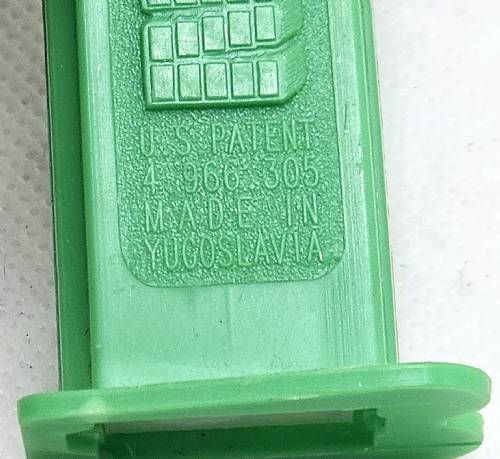 U.S. PATENT
4.966.305
MADE IN
YUGOSLAVIA